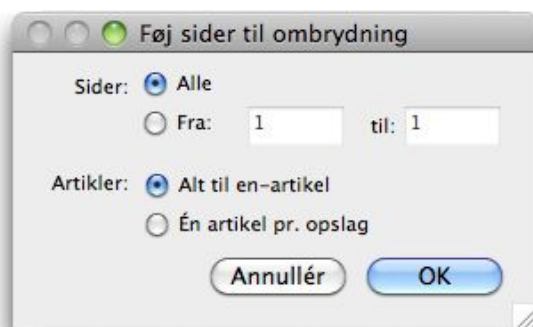 Føj sider til ombrydning
Sider: Alle
Fra: 1 til: 1
Artikler: Alt til en-artikel
Én artikel pr. opslag
Annullér OK